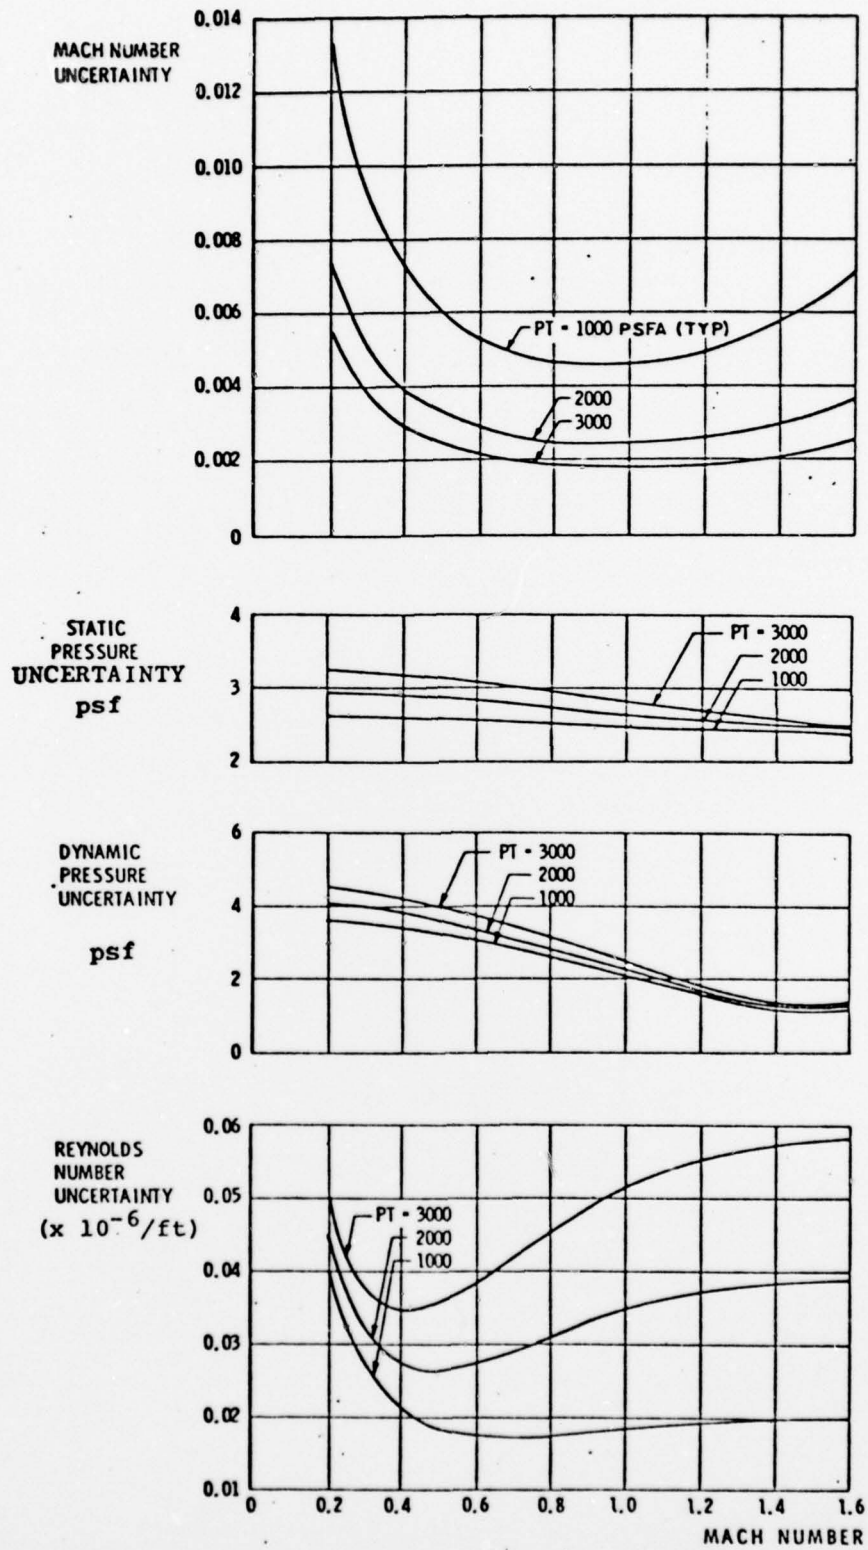 MACH NUMBER
UNCERTAINTY
0.014
0.012
0.010
0.008
0.006
0.004
0.002
0
PT - 1000 PSFA (TYP)
2000
3000
STATIC
PRESSURE
UNCERTAINTY
psf
4
3
2
PT - 3000
2000
1000
DYNAMIC
PRESSURE
UNCERTAINTY
psf
6
4
2
0
PT - 3000
2000
1000
REYNOLDS
NUMBER
UNCERTAINTY
(x 10⁻⁶/ft)
0.06
0.05
0.04
0.03
0.02
0.01
PT - 3000
2000
1000
0 0.2 0.4 0.6 0.8 1.0 1.2 1.4 1.6
MACH NUMBER